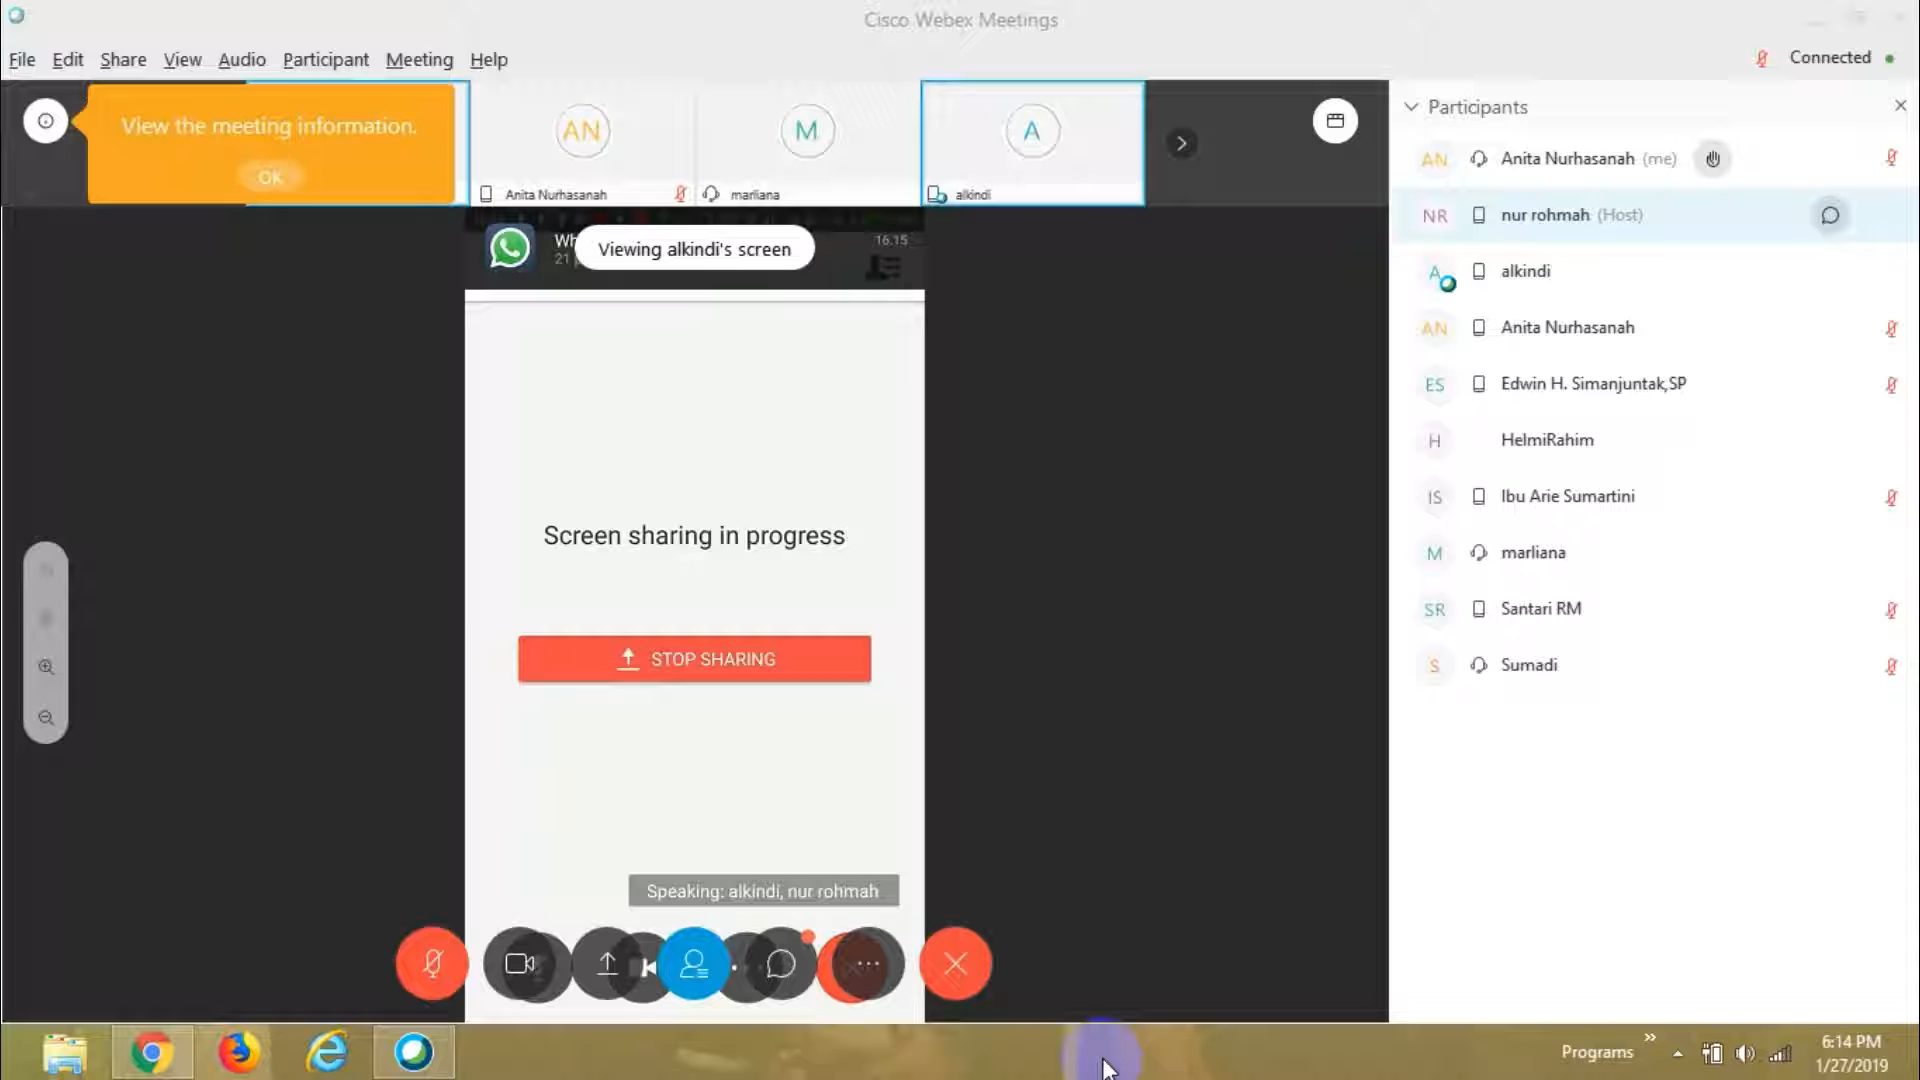 Cisco Webex Meetings
File Edit Share View Audio Participant Meeting Help
Connected
View the meeting information.
OK
AN
Anita Nurhasanah
M
marliana
A
alkindi
16.15
21
Viewing alkindi's screen
Screen sharing in progress
STOP SHARING
Speaking: alkindi, nur rohmah
Participants
AN Anita Nurhasanah (me)
NR nur rohmah (Host)
A alkindi
AN Anita Nurhasanah
ES Edwin H. Simanjuntak,SP
H HelmiRahim
IS Ibu Arie Sumartini
M marliana
SR Santari RM
S Sumadi
Programs
6:14 PM
1/27/2019